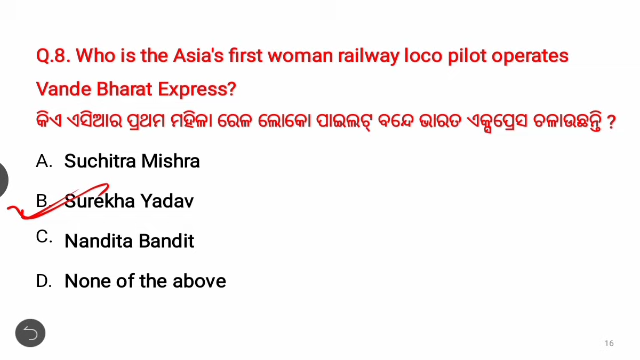 Q.8. Who is the Asia's first woman railway loco pilot operates
Vande Bharat Express?
କିଏ ଏସିଆର ପ୍ରଥମ ମହିଳା ରେଳ ଲୋକୋ ପାଇଲଟ୍ ବନ୍ଦେ ଭାରତ ଏକ୍ସପ୍ରେସ ଚଳାଉଛନ୍ତି ?
A. Suchitra Mishra
B. Surekha Yadav
C. Nandita Bandit
D. None of the above
16